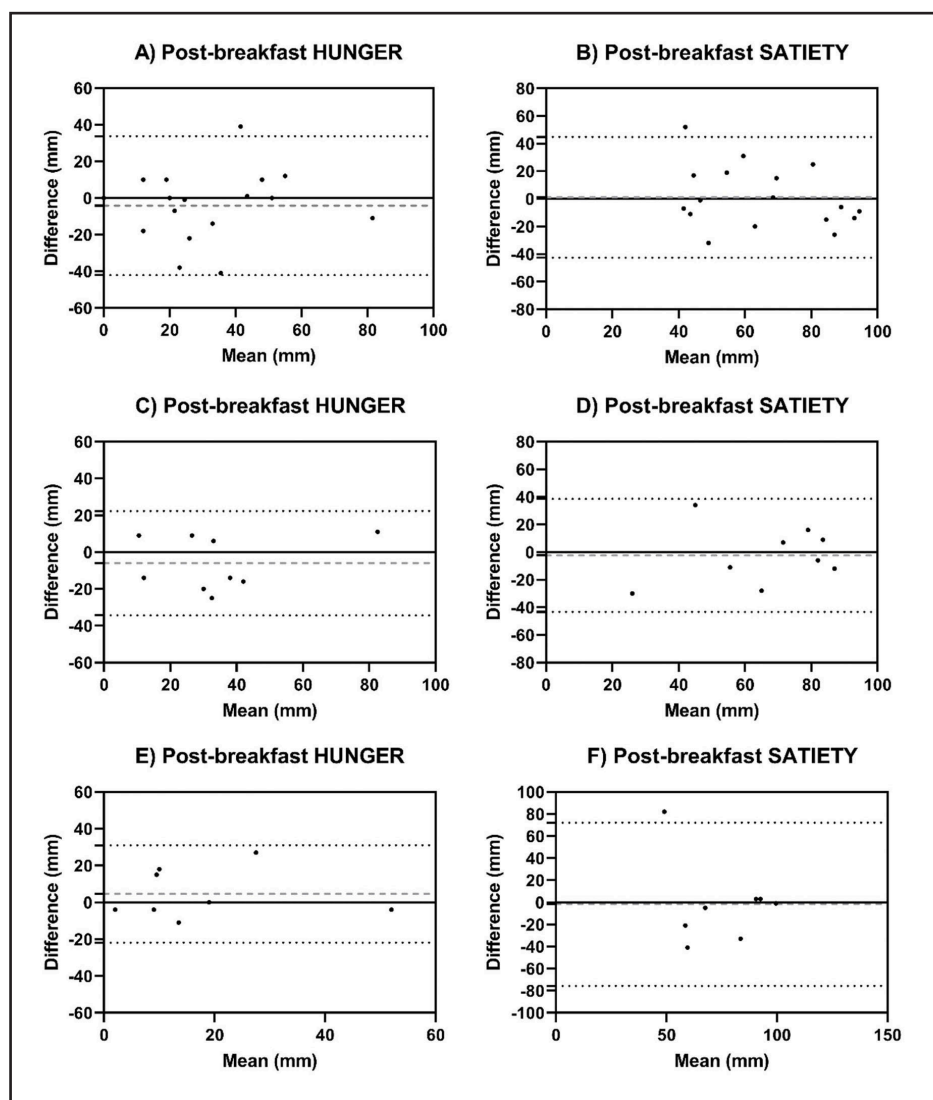 A) Post-breakfast HUNGER
60
40
20
0
-20
-40
-60
Difference (mm)
0 20 40 60 80 100
Mean (mm)
B) Post-breakfast SATIETY
80
60
40
20
0
-20
-40
-60
-80
Difference (mm)
0 20 40 60 80 100
Mean (mm)
C) Post-breakfast HUNGER
60
40
20
0
-20
-40
-60
Difference (mm)
0 20 40 60 80 100
Mean (mm)
D) Post-breakfast SATIETY
80
60
40
20
0
-20
-40
-60
-80
Difference (mm)
0 20 40 60 80 100
Mean (mm)
E) Post-breakfast HUNGER
60
40
20
0
-20
-40
-60
Difference (mm)
0 20 40 60
Mean (mm)
F) Post-breakfast SATIETY
100
80
60
40
20
0
-20
-40
-60
-80
-100
Difference (mm)
0 50 100 150
Mean (mm)